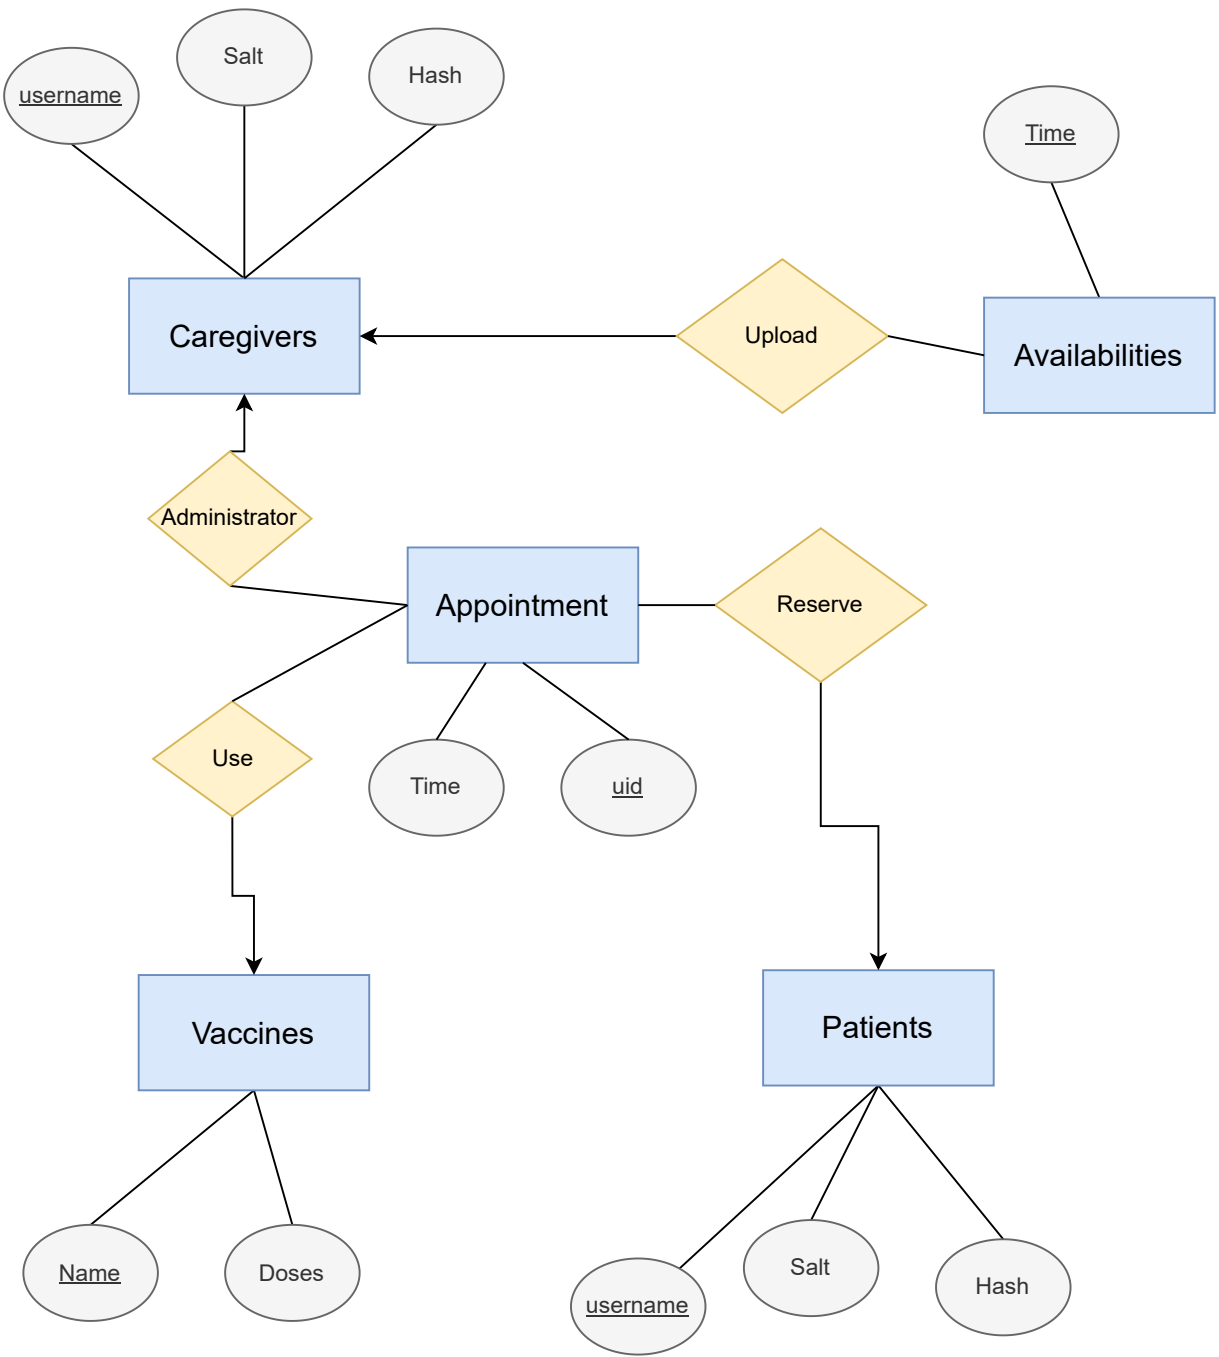 Salt
Hash
username
Time
Caregivers
Upload
Availabilities
Administrator
Appointment
Reserve
Use
Time
uid
Vaccines
Patients
Name
Doses
username
Salt
Hash